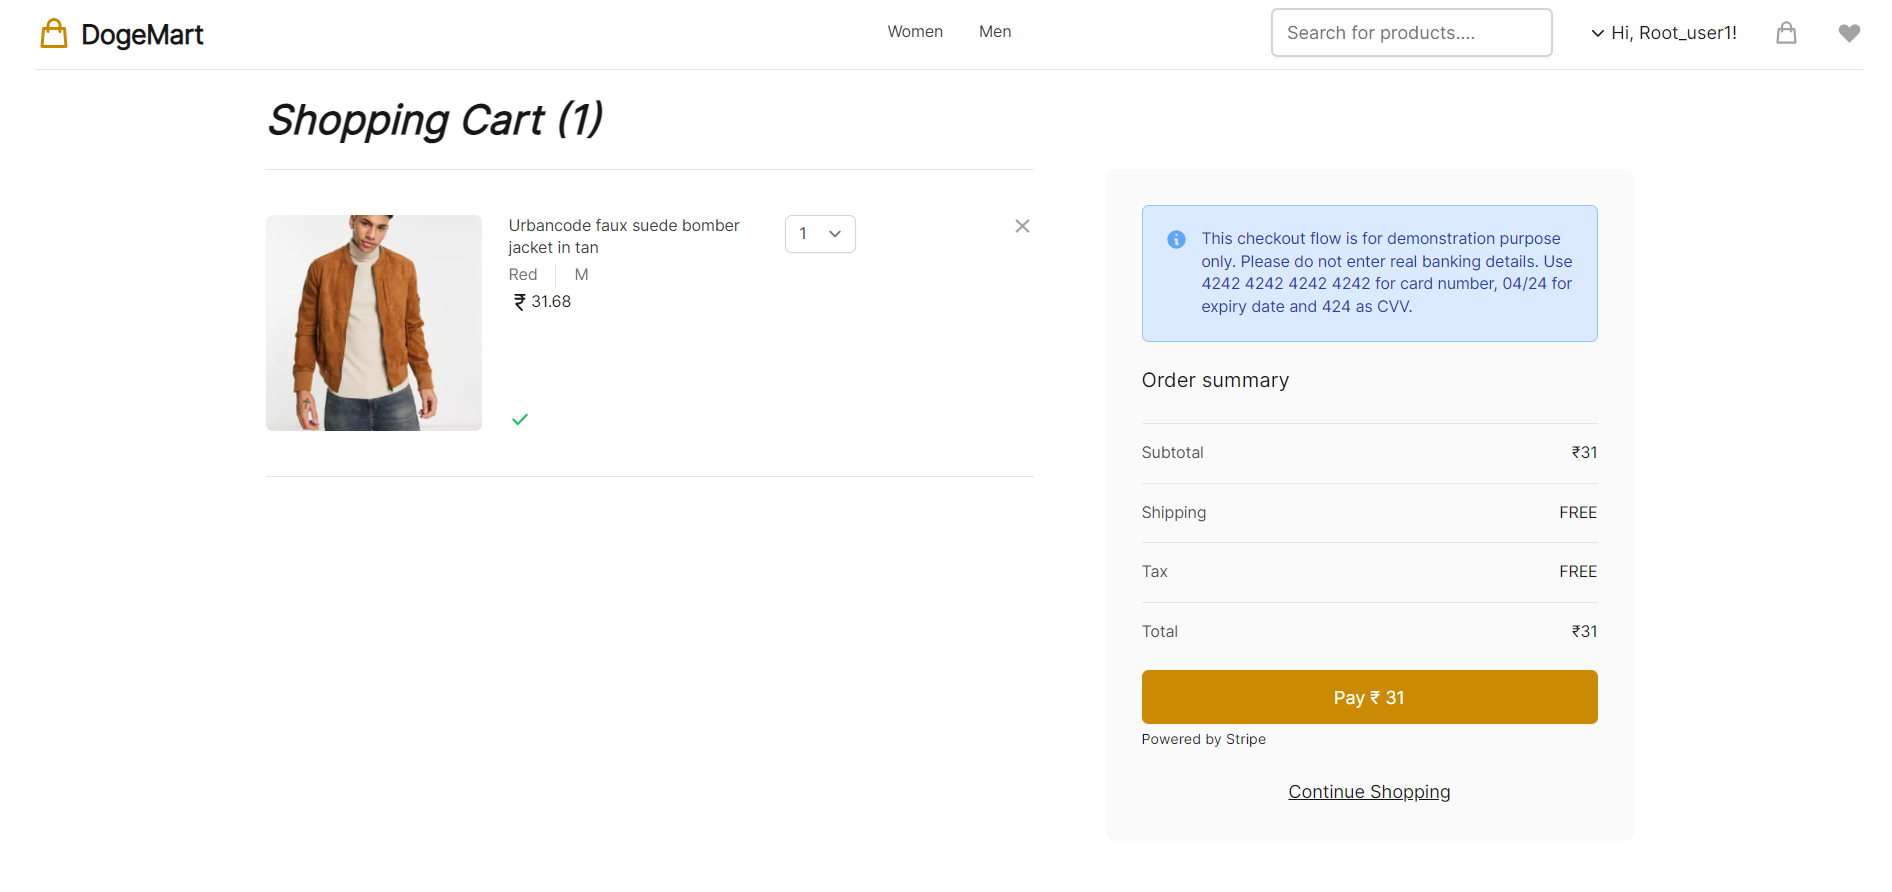 DogeMart
Women
Men
Search for products....
Hi, Root_user1!
Shopping Cart (1)
Urbancode faux suede bomber
jacket in tan
Red
M
₹ 31.68
1
This checkout flow is for demonstration purpose
only. Please do not enter real banking details. Use
4242 4242 4242 4242 for card number, 04/24 for
expiry date and 424 as CVV.
Order summary
Subtotal ₹31
Shipping FREE
Tax FREE
Total ₹31
Pay ₹ 31
Powered by Stripe
Continue Shopping